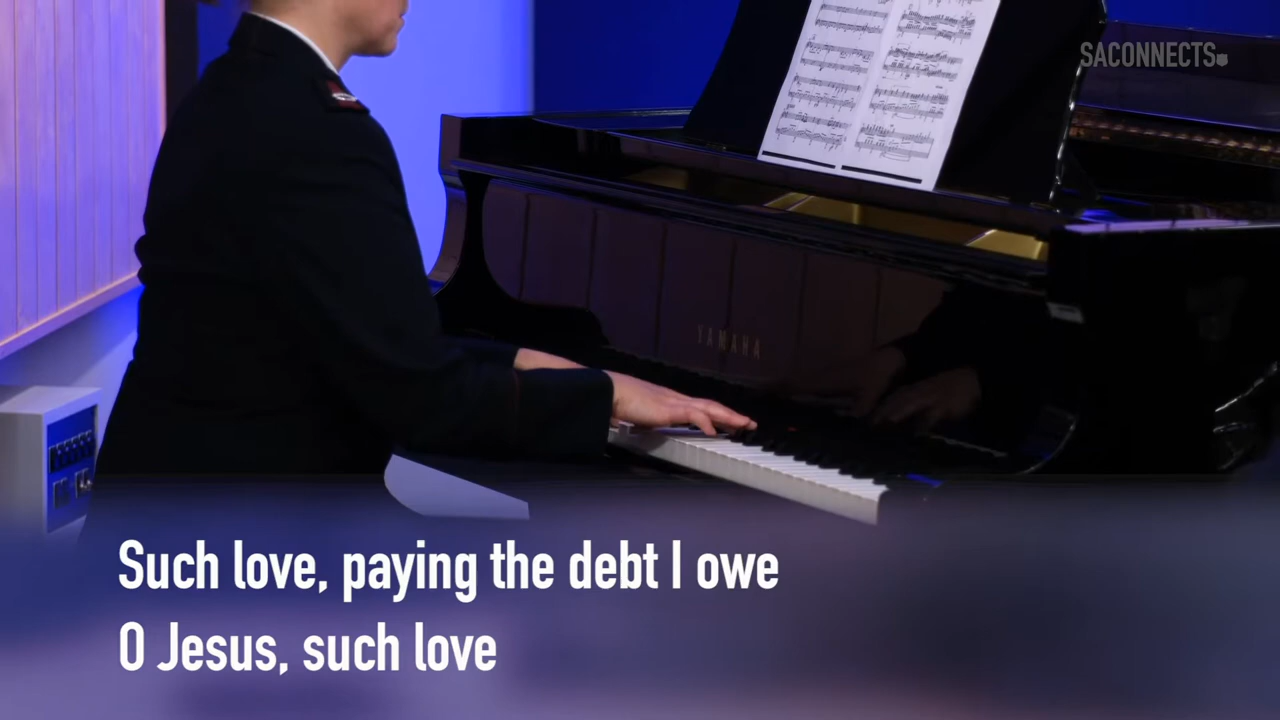 SACONNECTS
YAMAHA
Such love, paying the debt I owe
O Jesus, such love